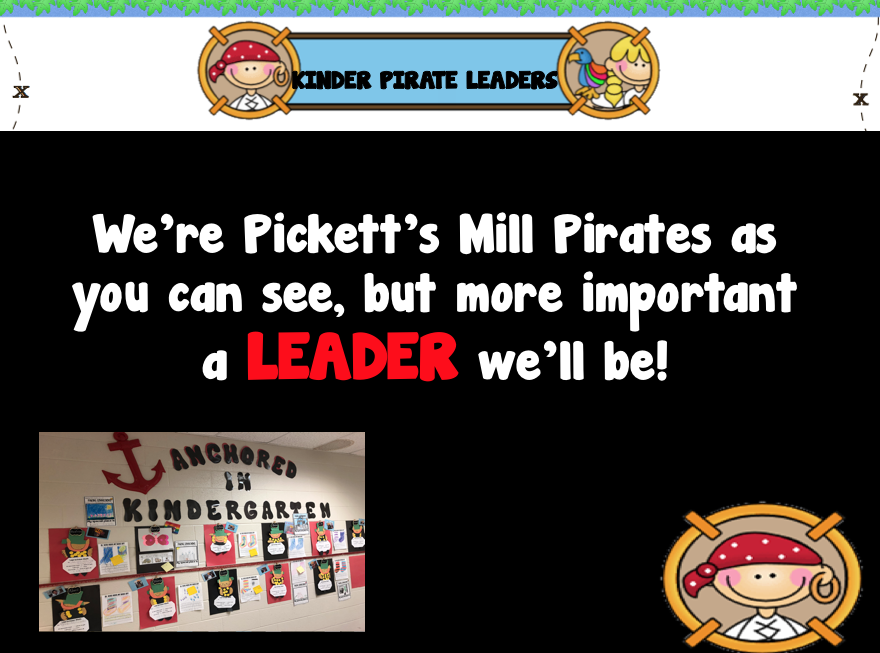 KINDER PIRATE LEADERS
x
x
We're Pickett's Mill Pirates as
you can see, but more important
a LEADER we'll be!
ANCHORED
IN
KINDERGARTEN